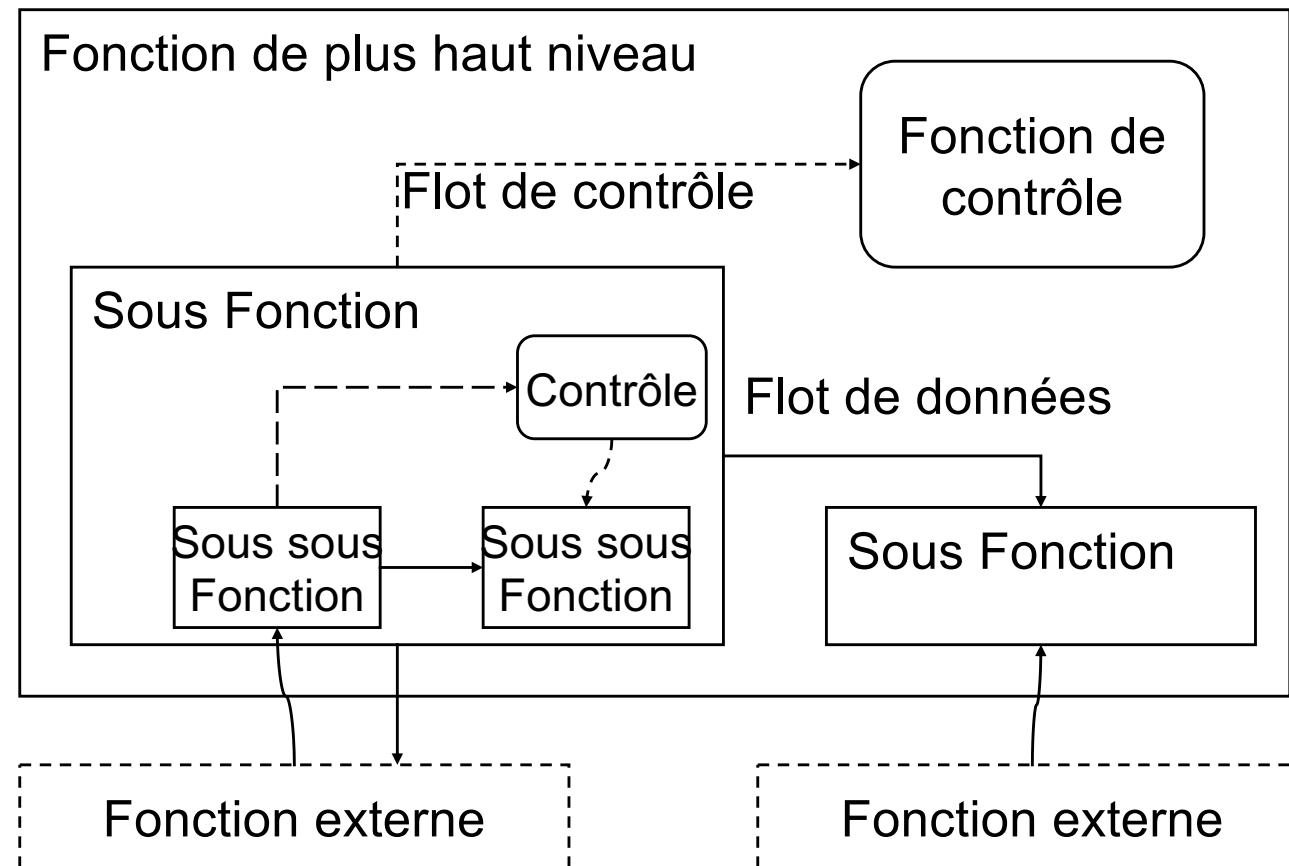 Fonction de plus haut niveau
Fonction de
contrôle
Flot de contrôle
Sous Fonction
Contrôle
Flot de données
Sous sous
Fonction
Sous sous
Fonction
Sous Fonction
Fonction externe
Fonction externe